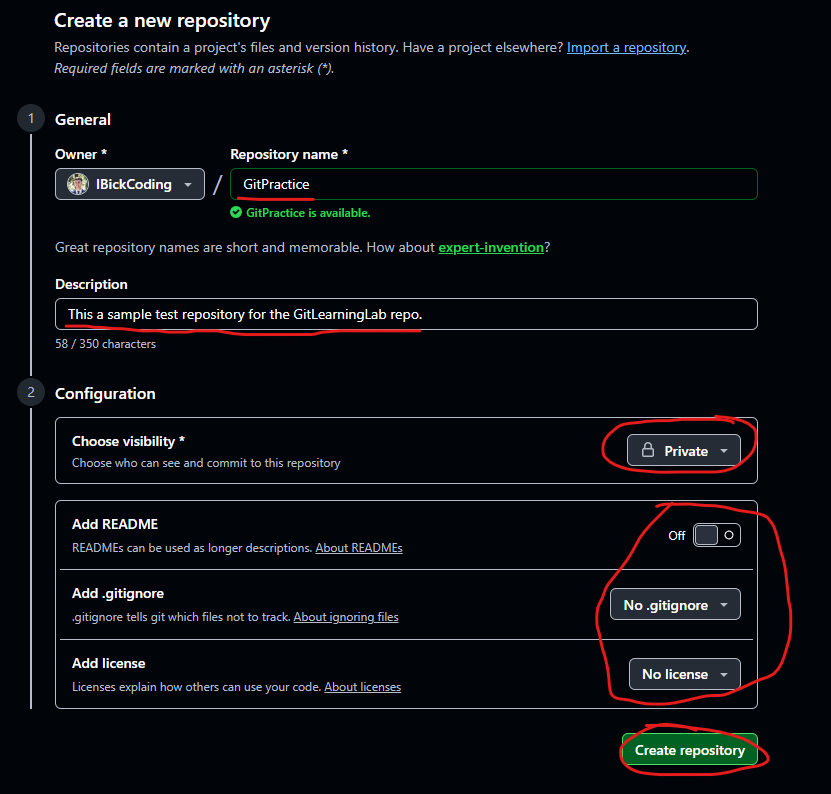 Create a new repository
Repositories contain a project's files and version history. Have a project elsewhere? Import a repository.
Required fields are marked with an asterisk (*).
1 General
Owner * Repository name *
IBickCoding / GitPractice
GitPractice is available.
Great repository names are short and memorable. How about expert-invention?
Description
This a sample test repository for the GitLearningLab repo.
58 / 350 characters
2 Configuration
Choose visibility *
Choose who can see and commit to this repository
Private
Add README
READMEs can be used as longer descriptions. About READMEs
Off
Add .gitignore
.gitignore tells git which files not to track. About ignoring files
No .gitignore
Add license
Licenses explain how others can use your code. About licenses
No license
Create repository